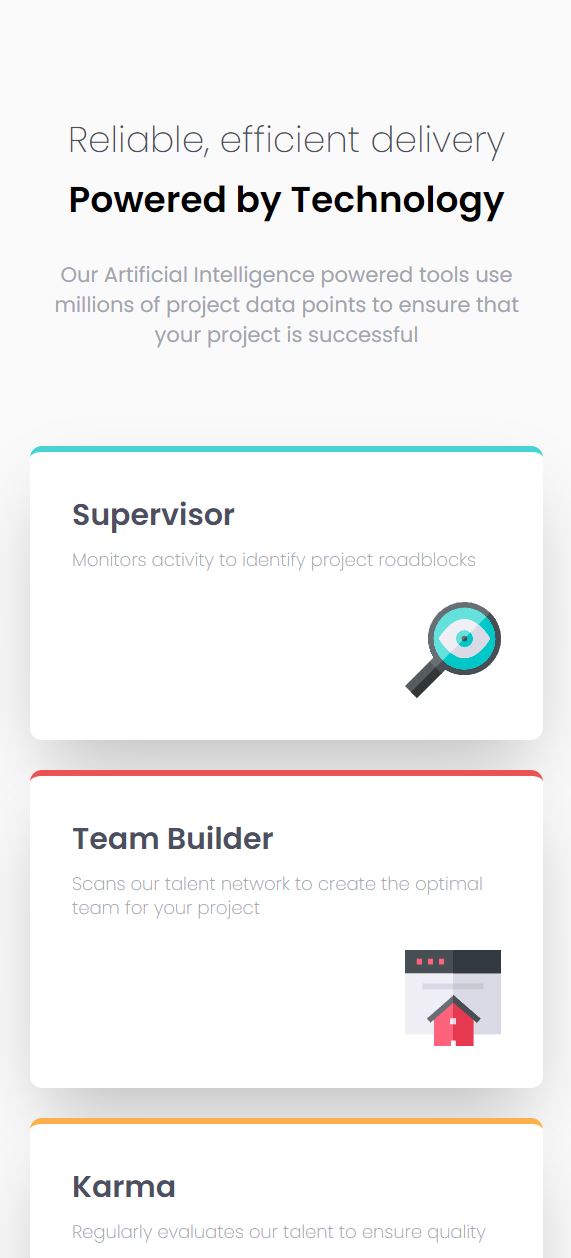 Reliable, efficient delivery
Powered by Technology
Our Artificial Intelligence powered tools use
millions of project data points to ensure that
your project is successful
Supervisor
Monitors activity to identify project roadblocks
Team Builder
Scans our talent network to create the optimal
team for your project
Karma
Regularly evaluates our talent to ensure quality